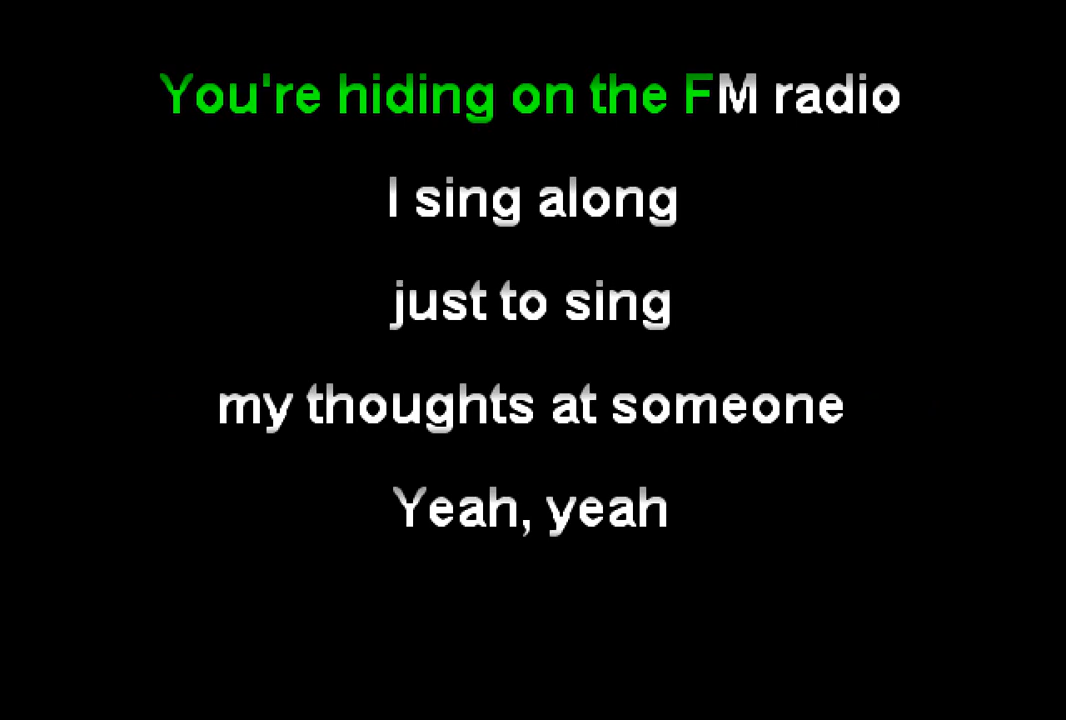 You're hiding on the FM radio
I sing along
just to sing
my thoughts at someone
Yeah, yeah